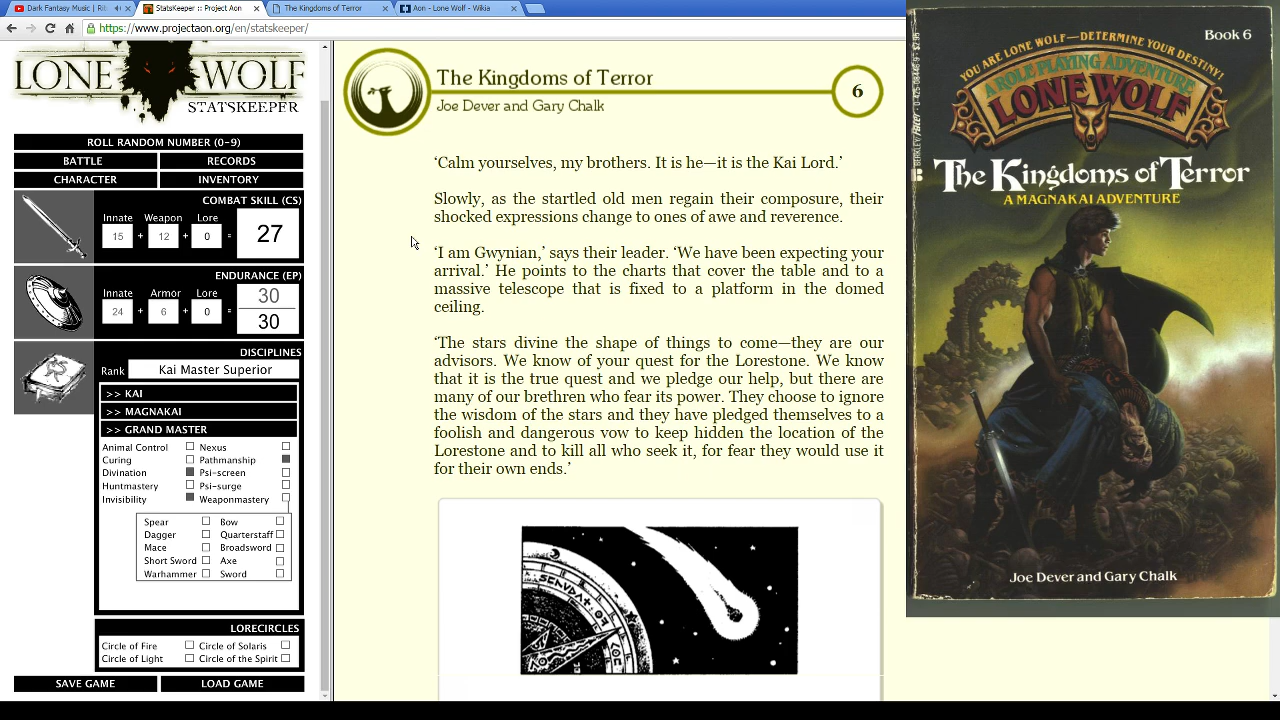 Dark Fantasy Music | Ri
StatsKeeper :: Project Aon
The Kingdoms of Terror
Aon - Lone Wolf - Wikia
https://www.projectaon.org/en/statskeeper/
LONE WOLF
STATSKEEPER
ROLL RANDOM NUMBER (0-9)
BATTLE
RECORDS
CHARACTER
INVENTORY
COMBAT SKILL (CS)
Innate Weapon Lore
15 + 12 + 0 = 27
ENDURANCE (EP)
Innate Armor Lore
30
24 + 6 + 0 = 30
DISCIPLINES
Rank Kai Master Superior
>> KAI
>> MAGNAKAI
>> GRAND MASTER
Animal Control Nexus
Curing Pathmanship
Divination Psi-screen
Huntmastery Psi-surge
Invisibility Weaponmastery
Spear Bow
Dagger Quarterstaff
Mace Broadsword
Short Sword Axe
Warhammer Sword
LORECIRCLES
Circle of Fire Circle of Solaris
Circle of Light Circle of the Spirit
SAVE GAME
LOAD GAME
The Kingdoms of Terror
Joe Dever and Gary Chalk
6
‘Calm yourselves, my brothers. It is he—it is the Kai Lord.’
Slowly, as the startled old men regain their composure, their
shocked expressions change to ones of awe and reverence.
‘I am Gwynian,’ says their leader. ‘We have been expecting your
arrival.’ He points to the charts that cover the table and to a
massive telescope that is fixed to a platform in the domed
ceiling.
‘The stars divine the shape of things to come—they are our
advisors. We know of your quest for the Lorestone. We know
that it is the true quest and we pledge our help, but there are
many of our brethren who fear its power. They choose to ignore
the wisdom of the stars and they have pledged themselves to a
foolish and dangerous vow to keep hidden the location of the
Lorestone and to kill all who seek it, for fear they would use it
for their own ends.’
Book 6
YOU ARE LONE WOLF—DETERMINE YOUR DESTINY!
A ROLE PLAYING ADVENTURE
LONE WOLF
The Kingdoms of Terror
A MAGNAKAI ADVENTURE
Joe Dever and Gary Chalk